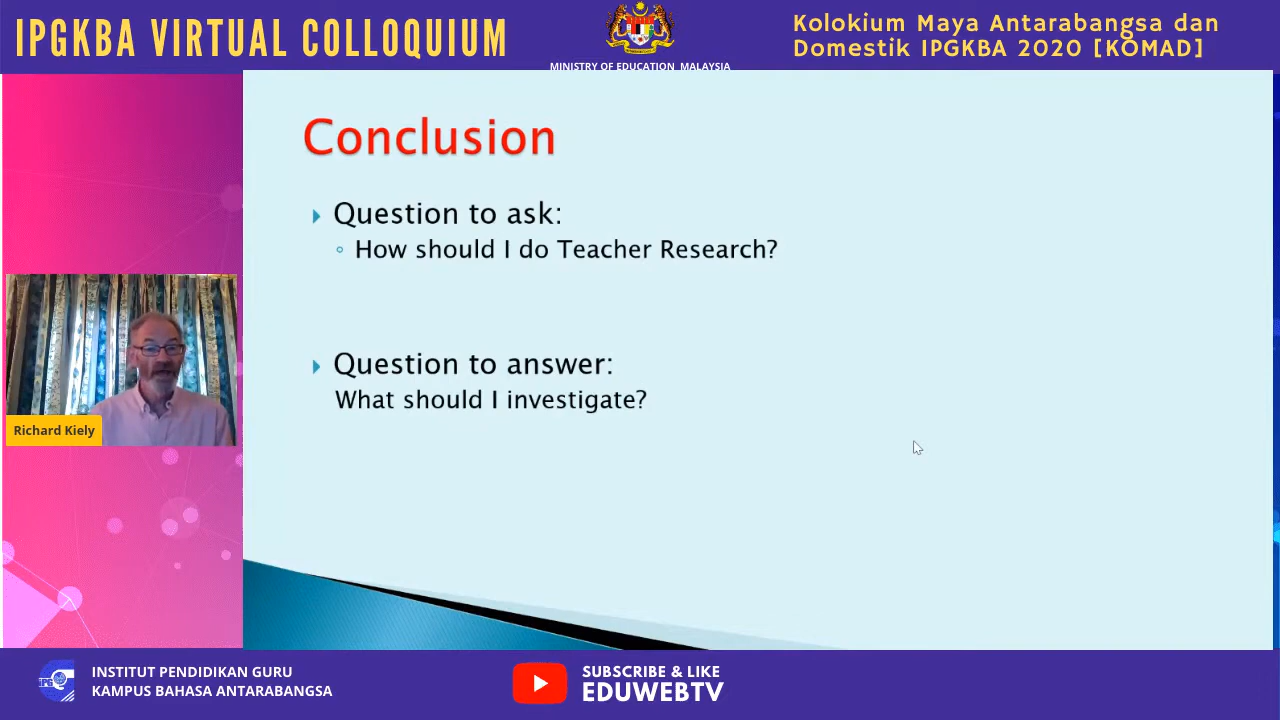 IPGKBA VIRTUAL COLLOQUIUM
MINISTRY OF EDUCATION MALAYSIA
Kolokium Maya Antarabangsa dan
Domestik IPGKBA 2020 [KOMAD]
Conclusion
Question to ask:
How should I do Teacher Research?
Question to answer:
What should I investigate?
Richard Kiely
IPG
INSTITUT PENDIDIKAN GURU
KAMPUS BAHASA ANTARABANGSA
SUBSCRIBE & LIKE
EDUWEBTV